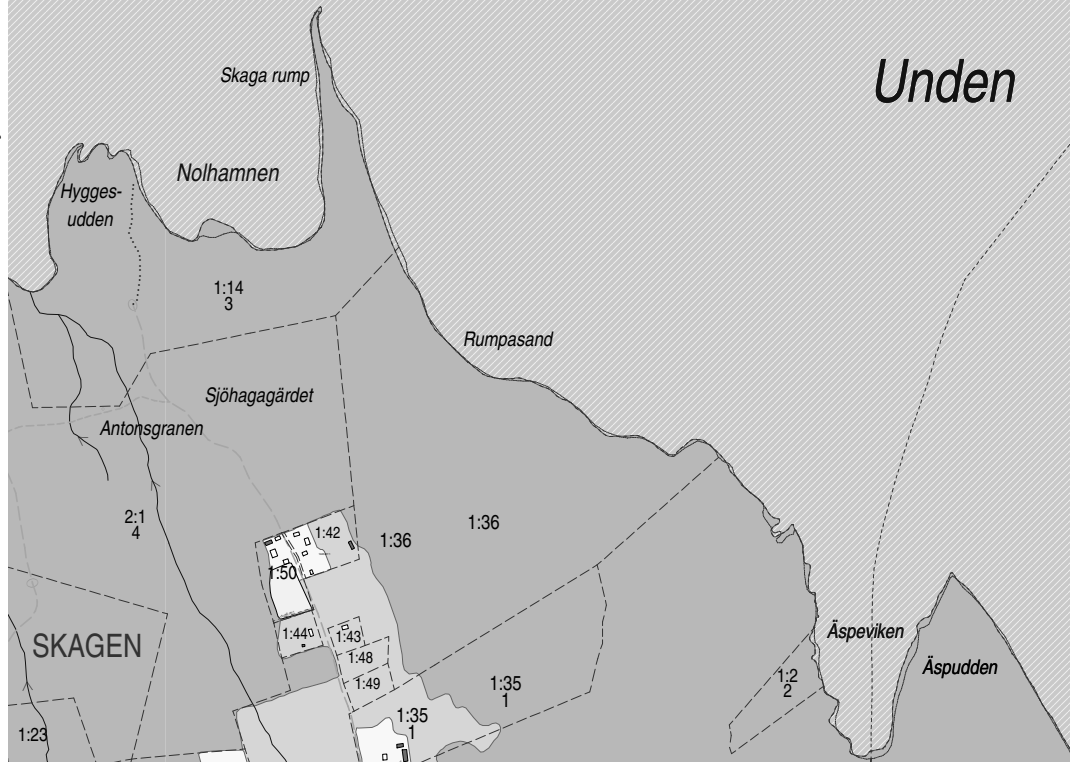 Unden
Skaga rump
Nolhamnen
Hygges-
udden
1:14
3
Rumpasand
Sjöhagagärdet
Antonsgranen
2:1
4
1:42
1:36
1:36
1:50
1:44
1:43
1:48
1:49
SKAGEN
Äspeviken
Äspudden
1:2
2
1:35
1
1:35
1
1:23